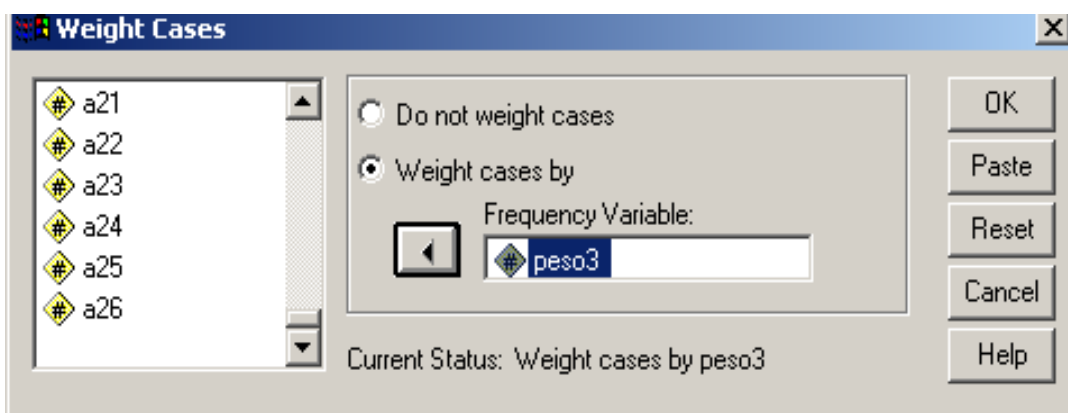 Weight Cases
# a21
# a22
# a23
# a24
# a25
# a26
Do not weight cases
Weight cases by
Frequency Variable:
# peso3
Current Status: Weight cases by peso3
OK
Paste
Reset
Cancel
Help